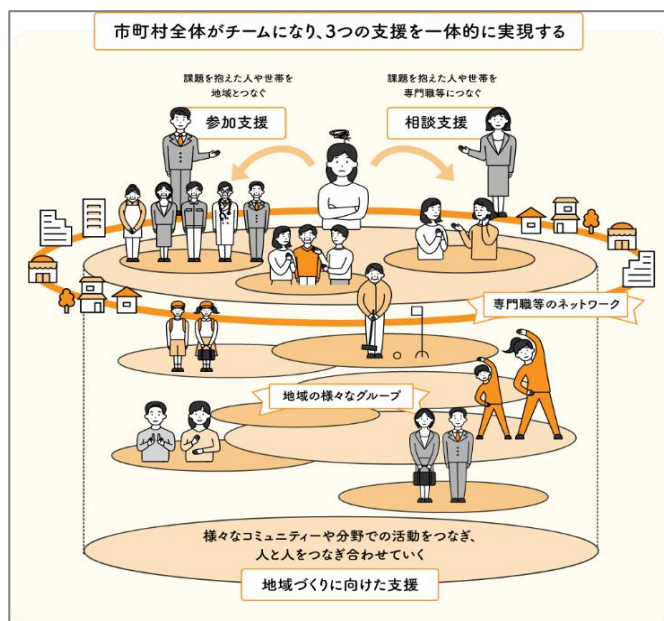 市町村全体がチームになり、3つの支援を一体的に実現する
課題を抱えた人や世帯を
地域とつなぐ
参加支援
課題を抱えた人や世帯を
専門職等につなぐ
相談支援
専門職等のネットワーク
地域の様々なグループ
様々なコミュニティーや分野での活動をつなぎ、
人と人をつなぎ合わせていく
地域づくりに向けた支援